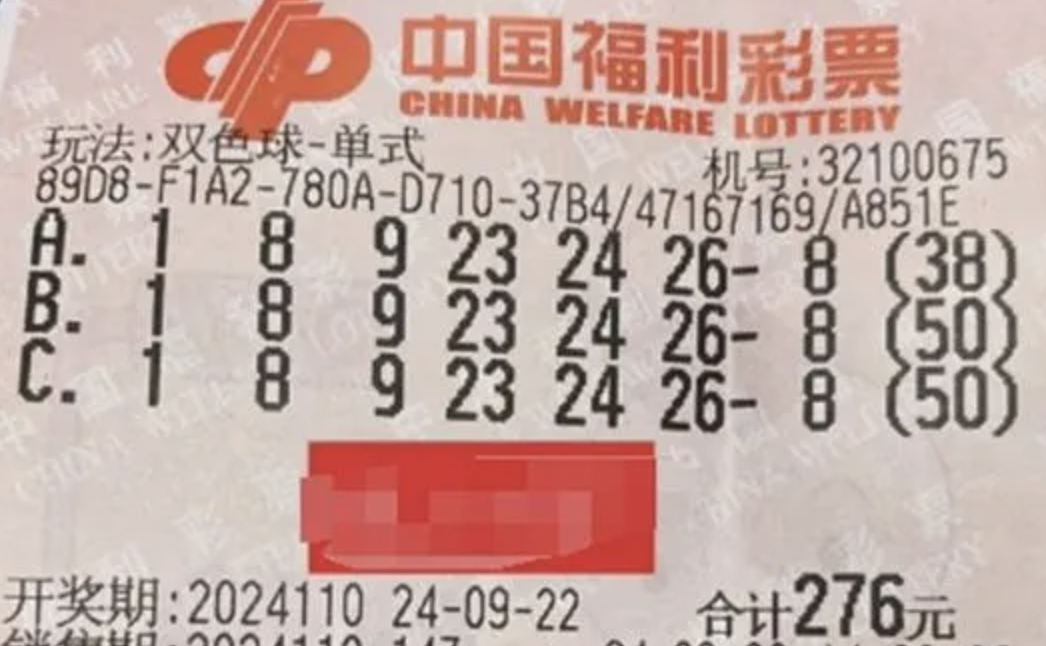 中国福利彩票
CHINA WELFARE LOTTERY
玩法:双色球-单式 机号:32100675
89D8-F1A2-780A-D710-37B4/47167169/A851E
A. 1 8 9 23 24 26- 8 (38)
B. 1 8 9 23 24 26- 8 (50)
C. 1 8 9 23 24 26- 8 (50)
开奖期:2024110 24-09-22 合计276元